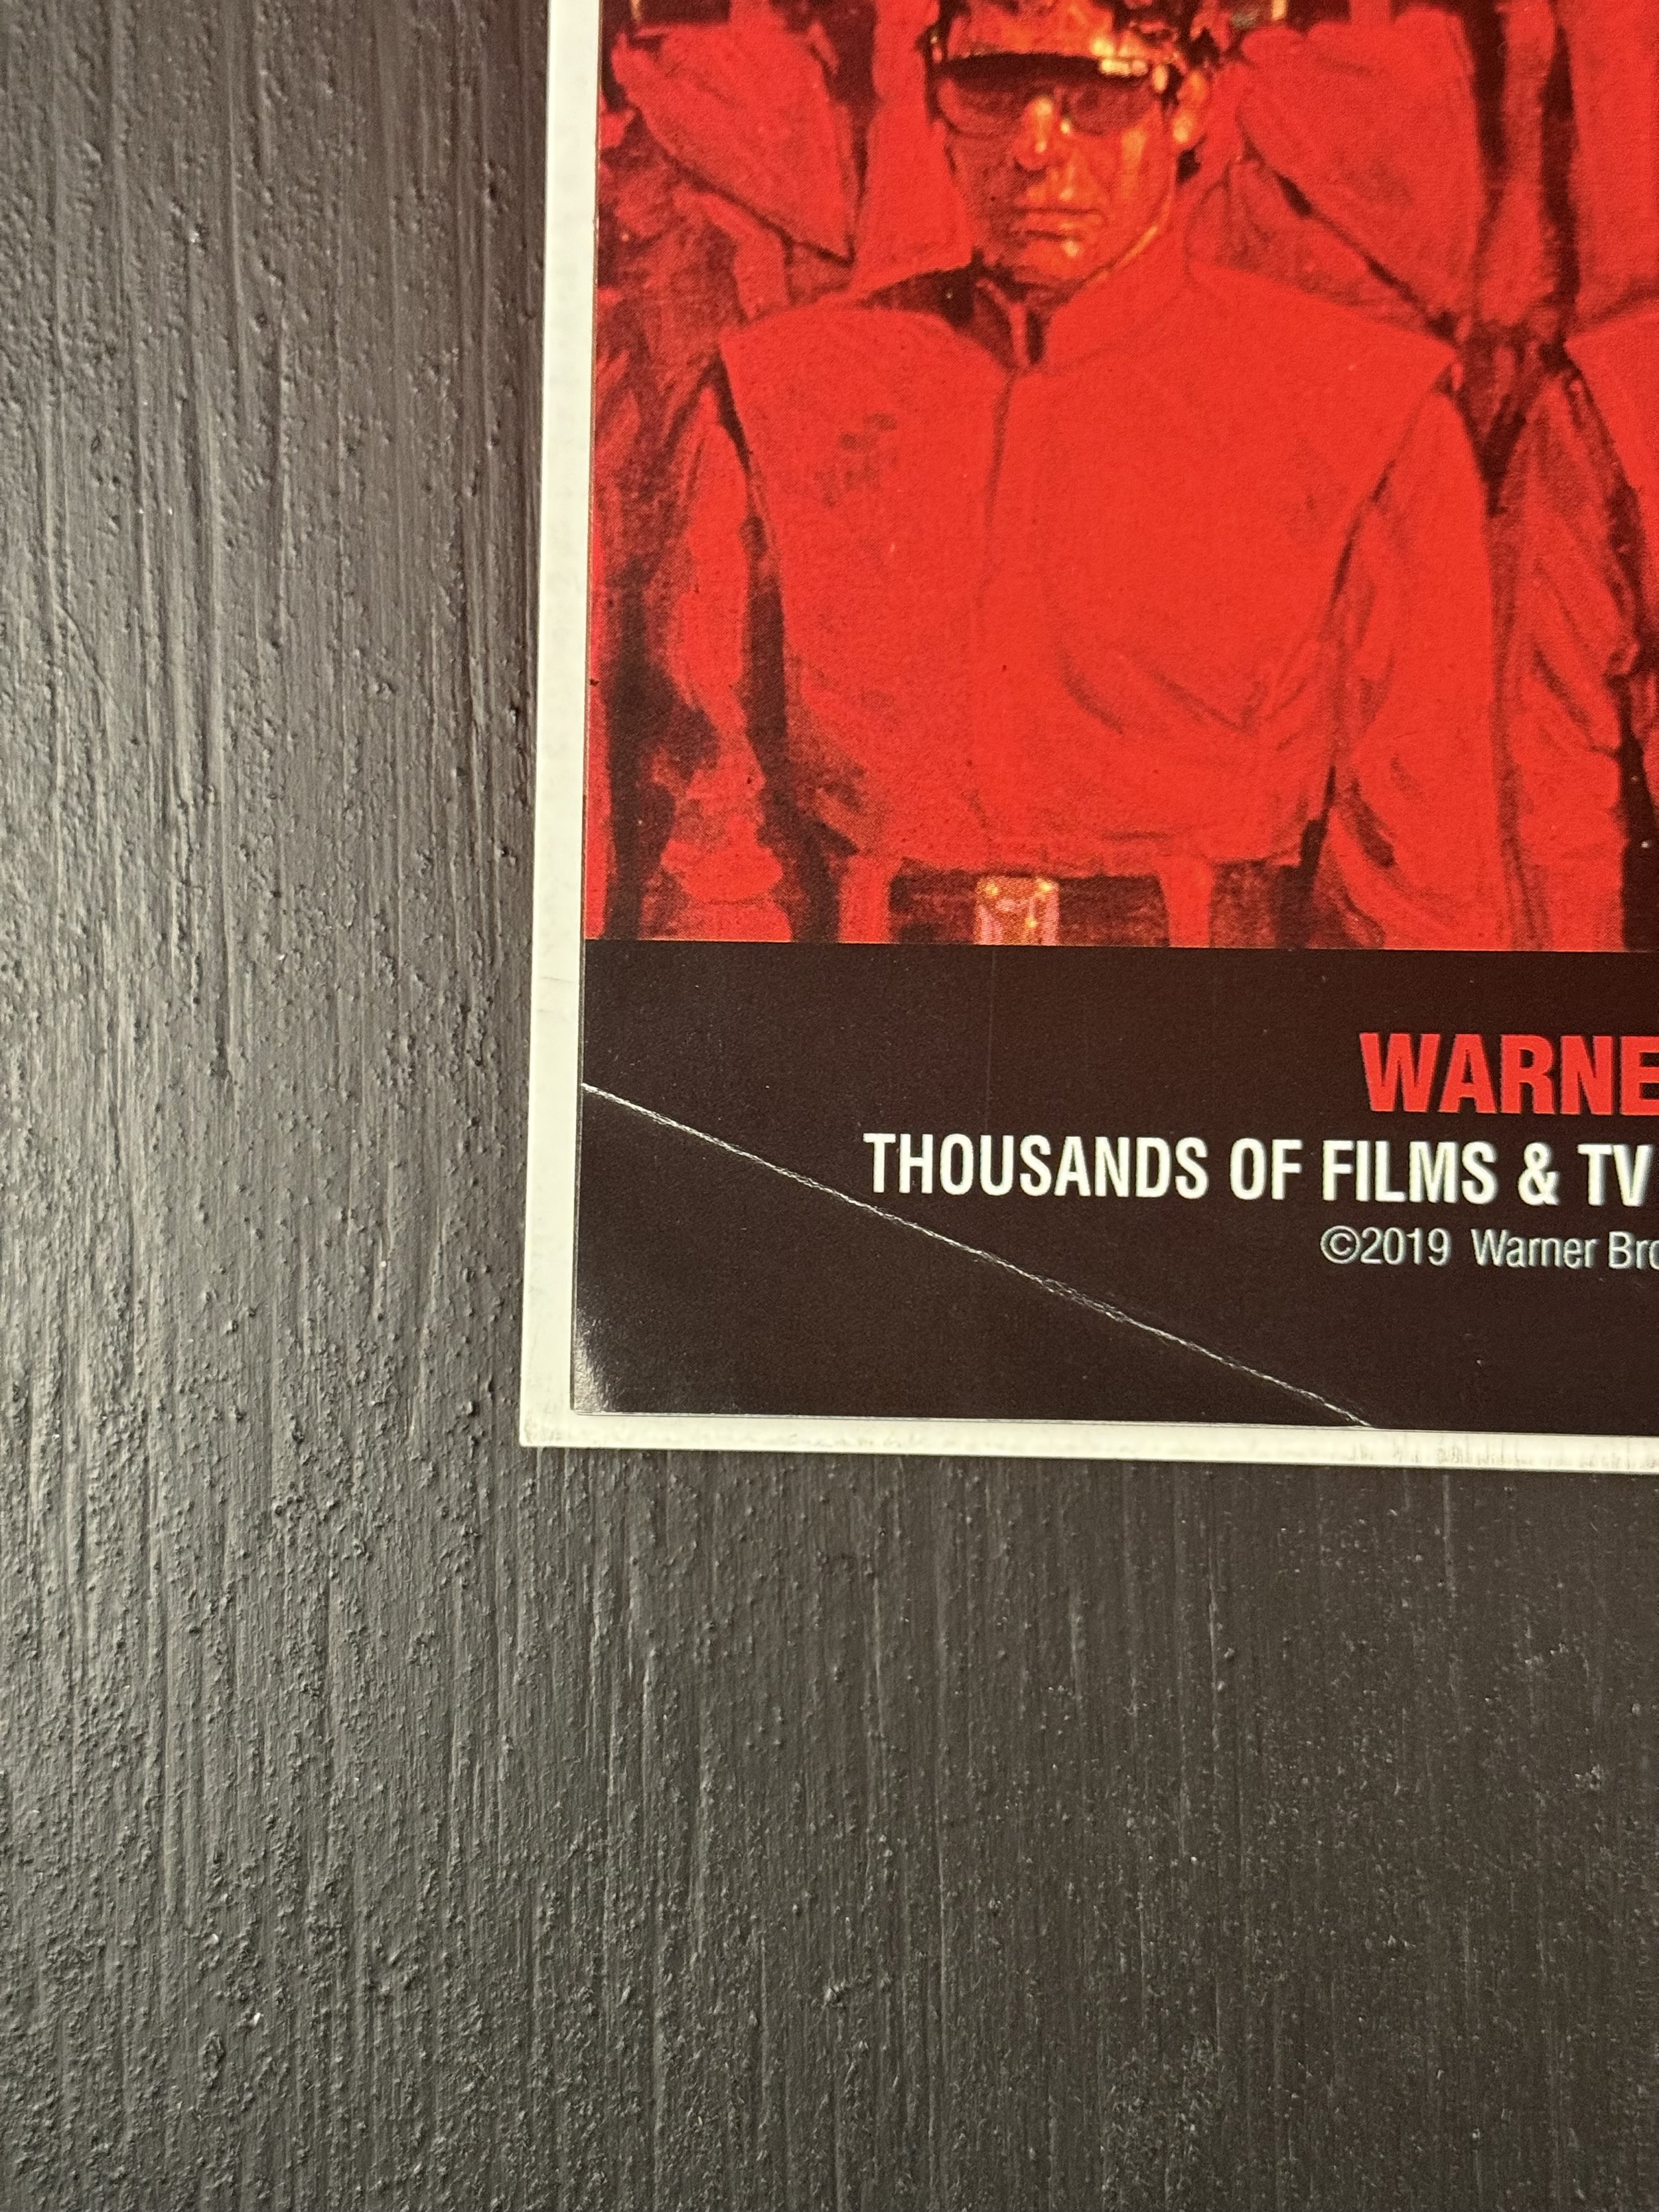 WARNE
THOUSANDS OF FILMS & TV
©2019 Warner Bro